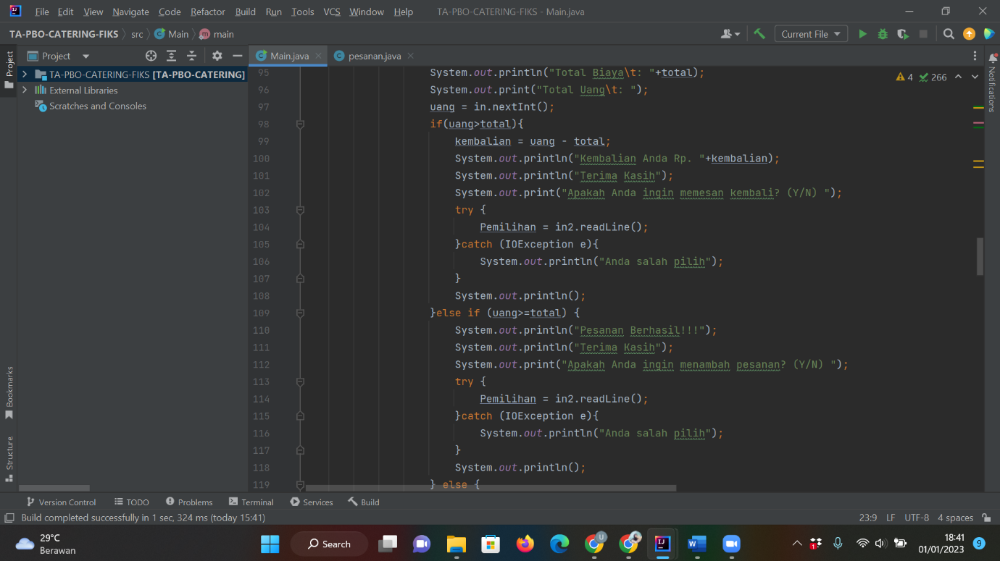 File Edit View Navigate Code Refactor Build Run Tools VCS Window Help TA-PBO-CATERING-FIKS - Main.java
TA-PBO-CATERING-FIKS src Main main Current File
Project
Project
Main.java pesanan.java
TA-PBO-CATERING-FIKS [TA-PBO-CATERING]
External Libraries
Scratches and Consoles
4 266
Notifications
95 System.out.println("Total Biaya\t: "+total);
96 System.out.print("Total Uang\t: ");
97 uang = in.nextInt();
98 if(uang>total){
99 kembalian = uang - total;
100 System.out.println("Kembalian Anda Rp. "+kembalian);
101 System.out.println("Terima Kasih");
102 System.out.print("Apakah Anda ingin memesan kembali? (Y/N) ");
103 try {
104 Pemilihan = in2.readLine();
105 }catch (IOException e){
106 System.out.println("Anda salah pilih");
107 }
108 System.out.println();
109 }else if (uang>=total) {
110 System.out.println("Pesanan Berhasil!!!");
111 System.out.println("Terima Kasih");
112 System.out.print("Apakah Anda ingin menambah pesanan? (Y/N) ");
113 try {
114 Pemilihan = in2.readLine();
115 }catch (IOException e){
116 System.out.println("Anda salah pilih");
117 }
118 System.out.println();
119 } else {
Bookmarks
Structure
Version Control TODO Problems Terminal Services Build
Build completed successfully in 1 sec, 324 ms (today 15:41) 23:9 LF UTF-8 4 spaces
29°C
Berawan
Search
18:41
01/01/2023
9